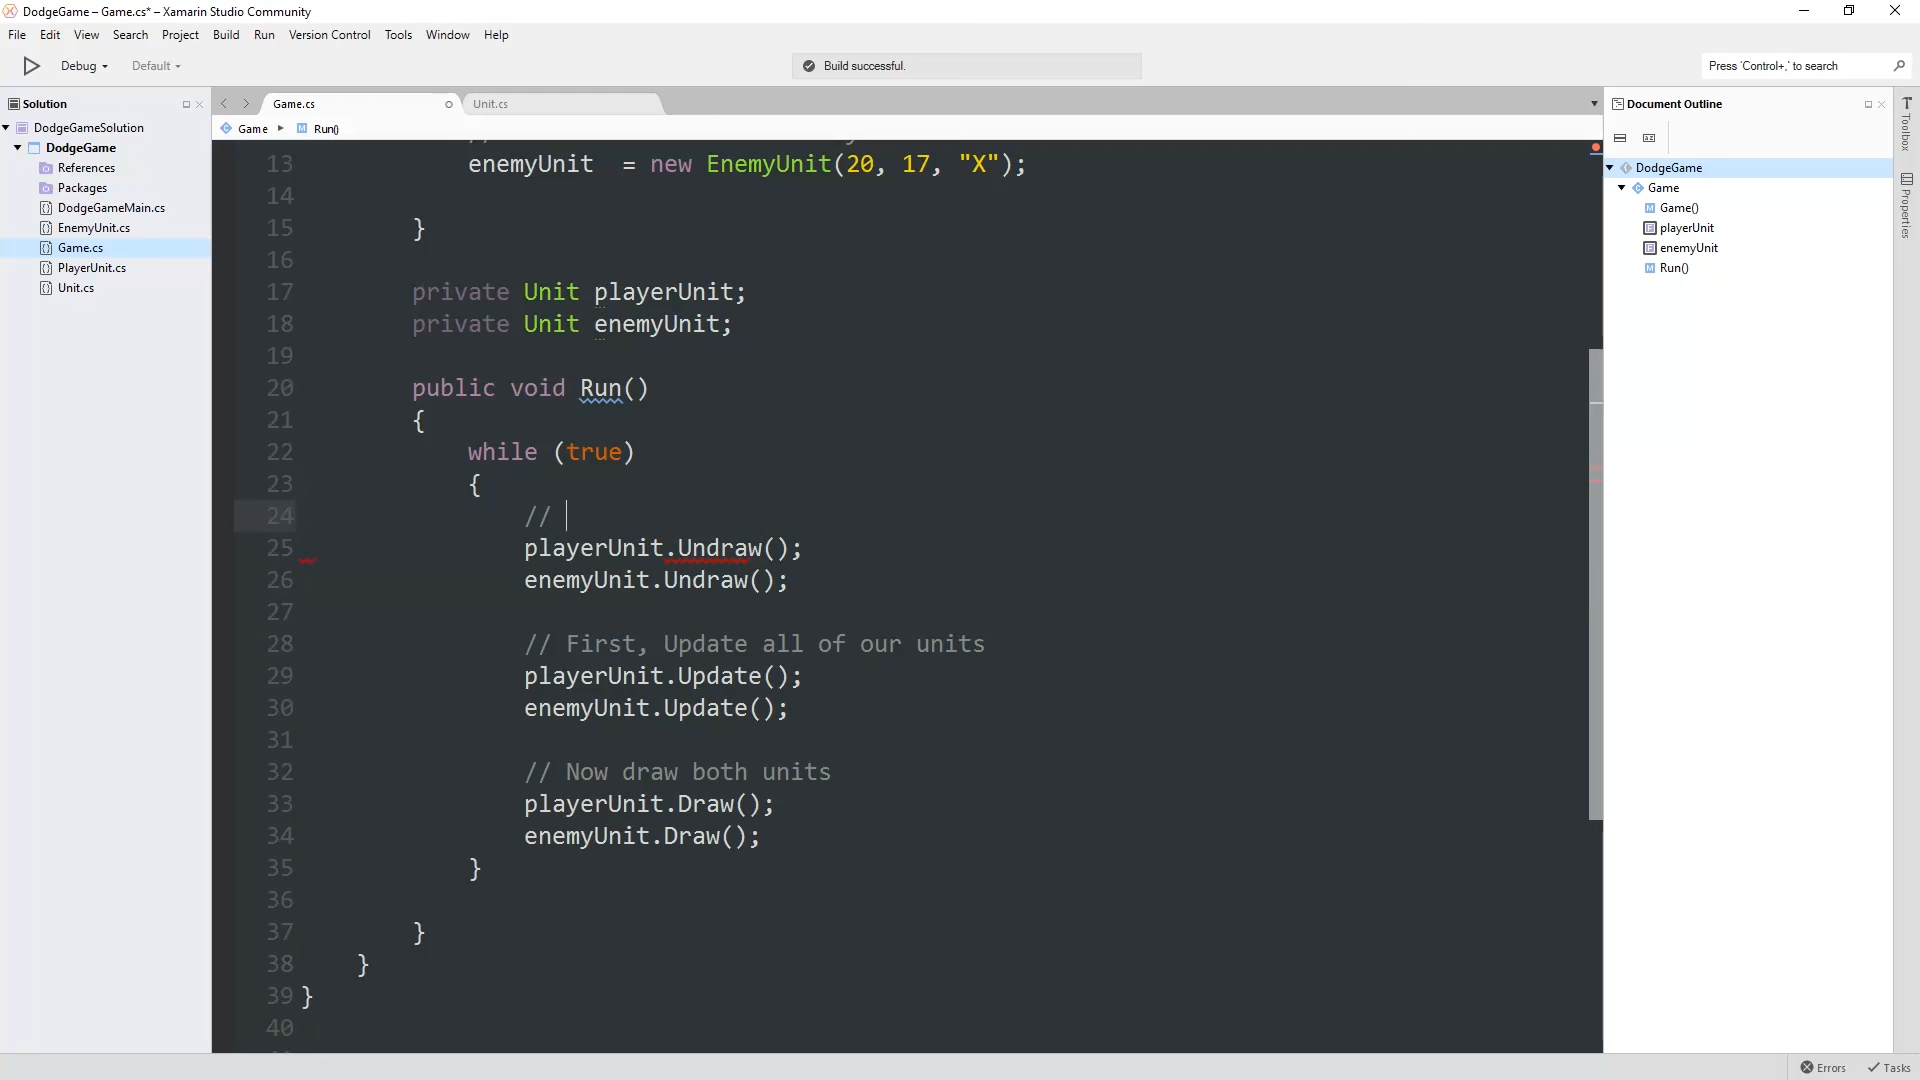 DodgeGame – Game.cs* – Xamarin Studio Community
File Edit View Search Project Build Run Version Control Tools Window Help
Debug Default Build successful. Press 'Control+,' to search
Solution
DodgeGameSolution
DodgeGame
References
Packages
DodgeGameMain.cs
EnemyUnit.cs
Game.cs
PlayerUnit.cs
Unit.cs
Game.cs Unit.cs
Game Run()
13 enemyUnit  = new EnemyUnit(20, 17, "X");
14
15 }
16
17 private Unit playerUnit;
18 private Unit enemyUnit;
19
20 public void Run()
21 {
22 while (true)
23 {
24 //
25 playerUnit.Undraw();
26 enemyUnit.Undraw();
27
28 // First, Update all of our units
29 playerUnit.Update();
30 enemyUnit.Update();
31
32 // Now draw both units
33 playerUnit.Draw();
34 enemyUnit.Draw();
35 }
36
37 }
38 }
39 }
40
Document Outline
DodgeGame
Game
Game()
playerUnit
enemyUnit
Run()
Toolbox
Properties
Errors Tasks